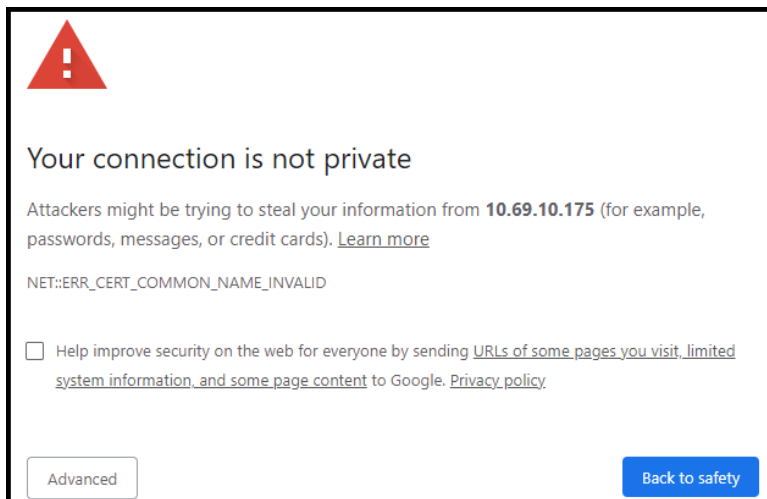 Your connection is not private
Attackers might be trying to steal your information from 10.69.10.175 (for example,
passwords, messages, or credit cards). Learn more
NET::ERR_CERT_COMMON_NAME_INVALID
Help improve security on the web for everyone by sending URLs of some pages you visit, limited
system information, and some page content to Google. Privacy policy
Advanced
Back to safety